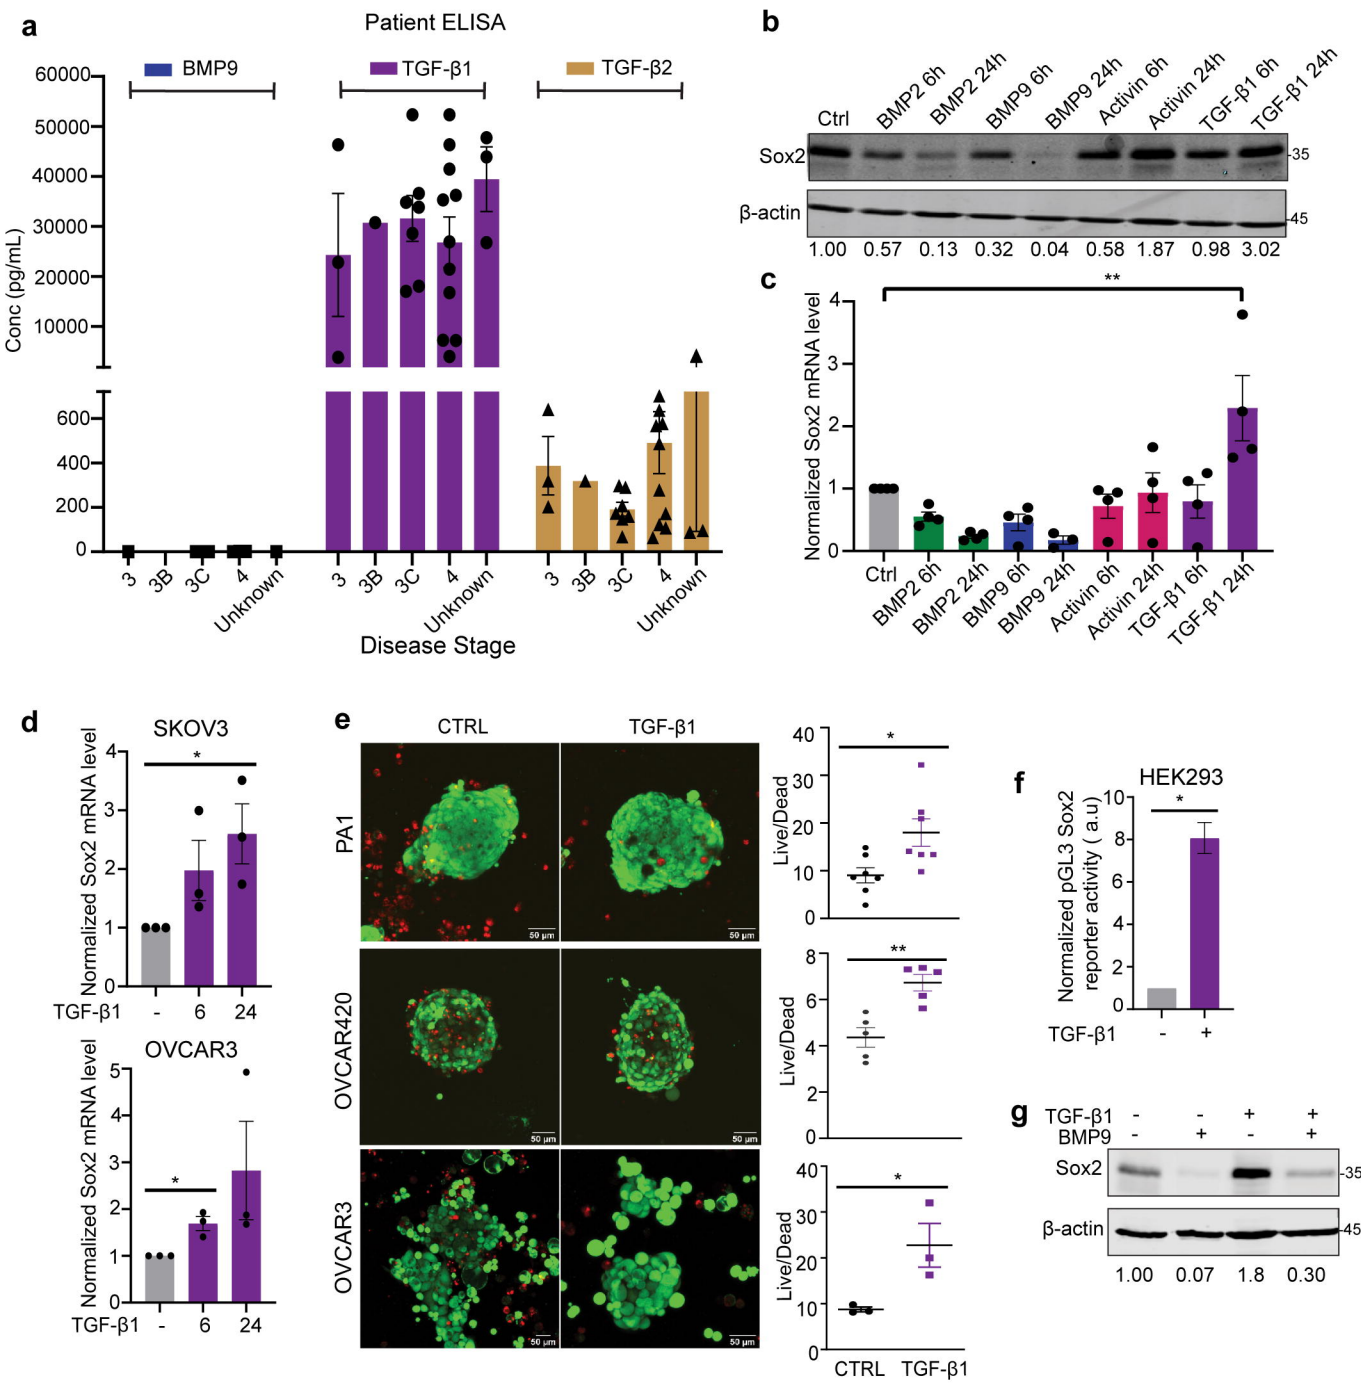 a
Patient ELISA
BMP9
TGF-β1
TGF-β2
Conc (pg/mL)
60000
50000
40000
30000
20000
10000
600
400
200
0
3
3B
3C
4
Unknown
3
3B
3C
4
Unknown
3
3B
3C
4
Unknown
Disease Stage
b
Ctrl
BMP2 6h
BMP2 24h
BMP9 6h
BMP9 24h
Activin 6h
Activin 24h
TGF-β1 6h
TGF-β1 24h
Sox2
-35
β-actin
-45
1.00 0.57 0.13 0.32 0.04 0.58 1.87 0.98 3.02
c
**
Normalized Sox2 mRNA level
4
3
2
1
0
Ctrl
BMP2 6h
BMP2 24h
BMP9 6h
BMP9 24h
Activin 6h
Activin 24h
TGF-β1 6h
TGF-β1 24h
d
SKOV3
Normalized Sox2 mRNA level
4
3
2
1
0
*
TGF-β1 - 6 24
OVCAR3
Normalized Sox2 mRNA level
5
4
3
2
1
0
*
TGF-β1 - 6 24
e
CTRL TGF-β1
PA1
50 µm
50 µm
Live/Dead
40
30
20
10
0
*
OVCAR420
50 µm
50 µm
Live/Dead
8
6
4
2
0
**
OVCAR3
50 µm
50 µm
Live/Dead
40
30
20
10
0
*
CTRL TGF-β1
f
HEK293
Normalized pGL3 Sox2
reporter activity ( a.u)
10
8
6
4
2
0
*
TGF-β1 - +
g
TGF-β1 - - + +
BMP9 - + - +
Sox2
-35
β-actin
-45
1.00 0.07 1.8 0.30